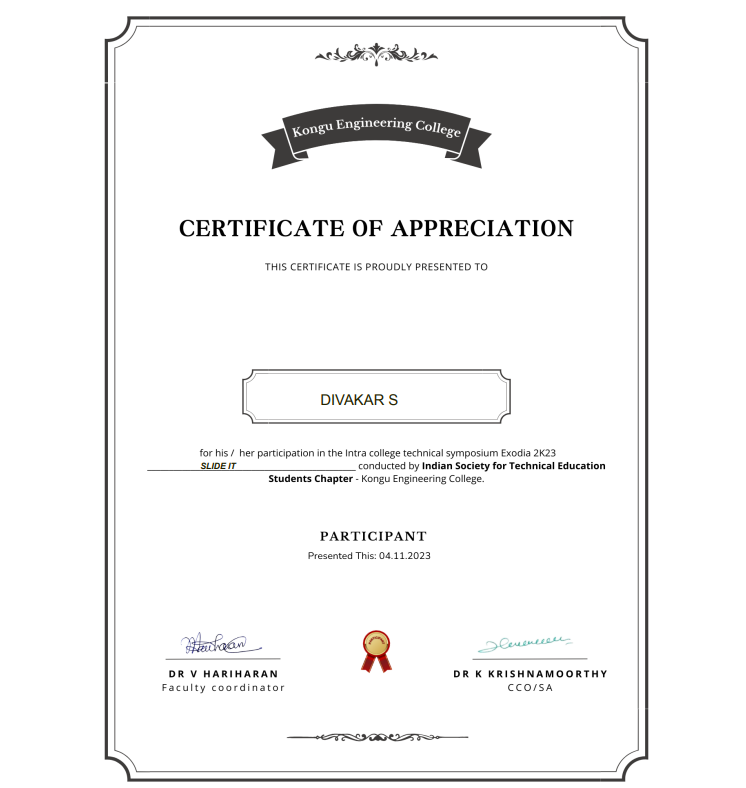 Kongu Engineering College
CERTIFICATE OF APPRECIATION
THIS CERTIFICATE IS PROUDLY PRESENTED TO
DIVAKAR S
for his / her participation in the Intra college technical symposium Exodia 2K23
SLIDE IT conducted by Indian Society for Technical Education
Students Chapter - Kongu Engineering College.
PARTICIPANT
Presented This: 04.11.2023
DR V HARIHARAN
Faculty coordinator
DR K KRISHNAMOORTHY
CCO/SA